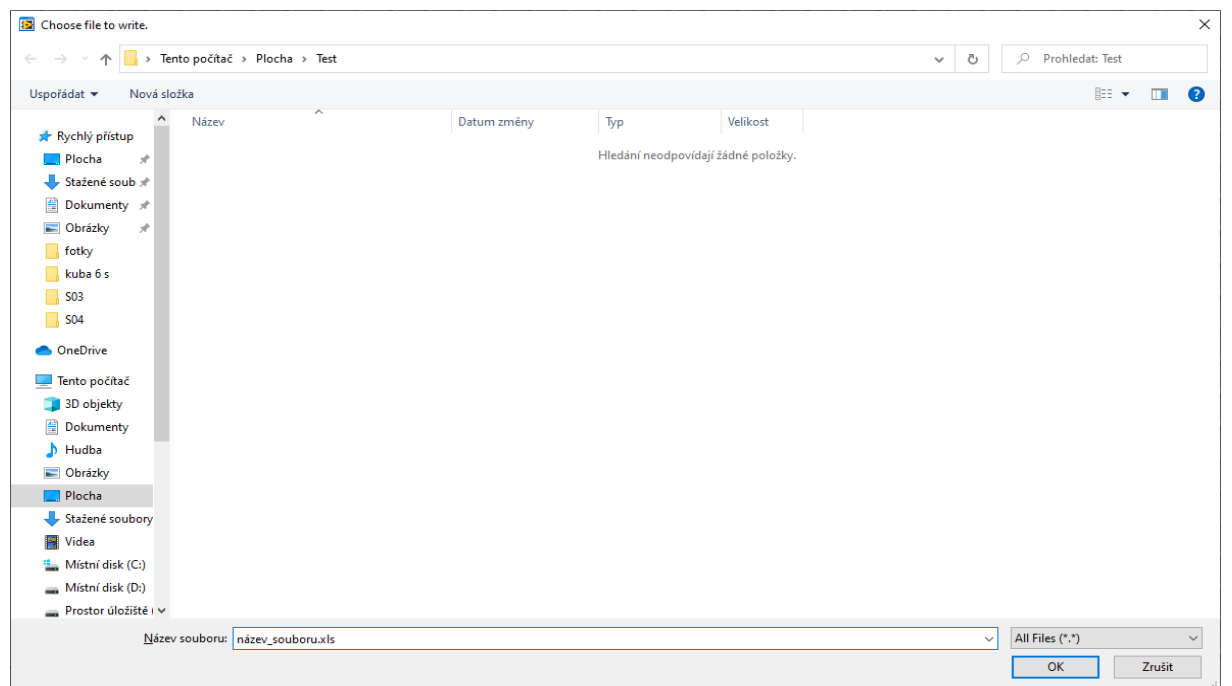 Choose file to write.
Tento počítač › Plocha › Test
Prohledat: Test
Uspořádat
Nová složka
Název
Datum změny
Typ
Velikost
Hledání neodpovídají žádné položky.
Rychlý přístup
Plocha
Stažené soub
Dokumenty
Obrázky
fotky
kuba 6 s
S03
S04
OneDrive
Tento počítač
3D objekty
Dokumenty
Hudba
Obrázky
Plocha
Stažené soubory
Videa
Místní disk (C:)
Místní disk (D:)
Prostor úložiště (
Název souboru: název_souboru.xls
All Files (*.*)
OK
Zrušit